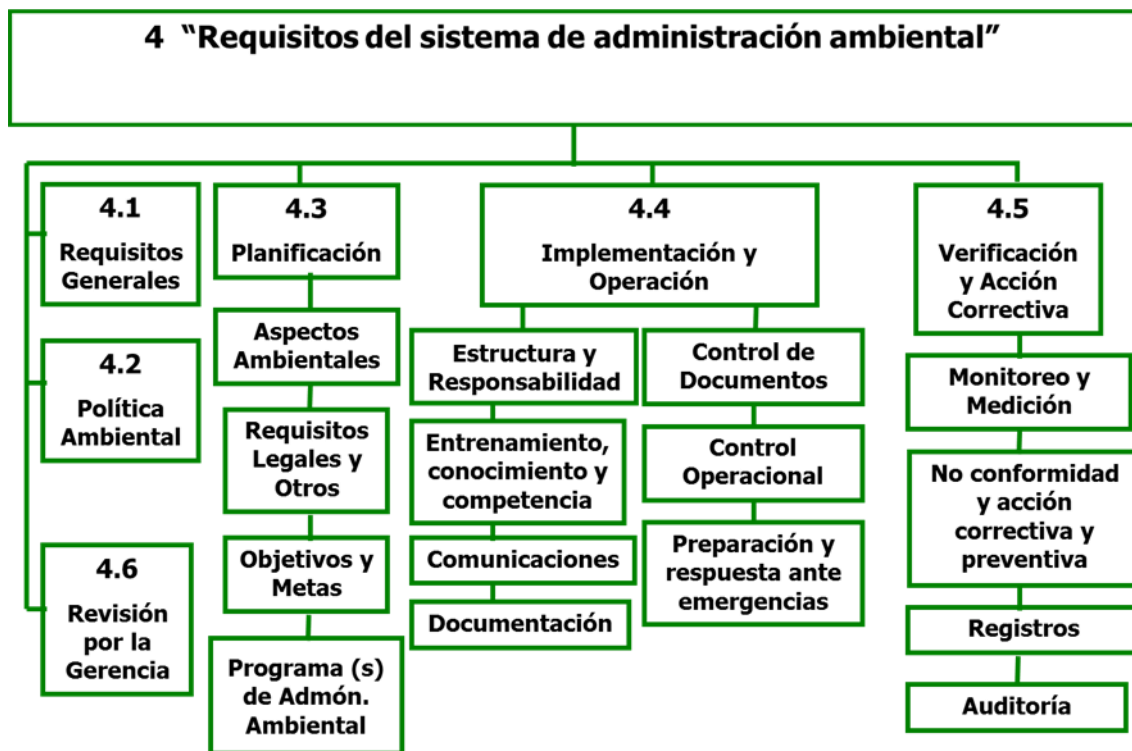 4 “Requisitos del sistema de administración ambiental”
4.1
Requisitos
Generales
4.2
Política
Ambiental
4.6
Revisión
por la
Gerencia
4.3
Planificación
Aspectos
Ambientales
Requisitos
Legales y
Otros
Objetivos y
Metas
Programa (s)
de Admón.
Ambiental
4.4
Implementación y
Operación
Estructura y
Responsabilidad
Entrenamiento,
conocimiento y
competencia
Comunicaciones
Documentación
Control de
Documentos
Control
Operacional
Preparación y
respuesta ante
emergencias
4.5
Verificación
y Acción
Correctiva
Monitoreo y
Medición
No conformidad
y acción
correctiva y
preventiva
Registros
Auditoría